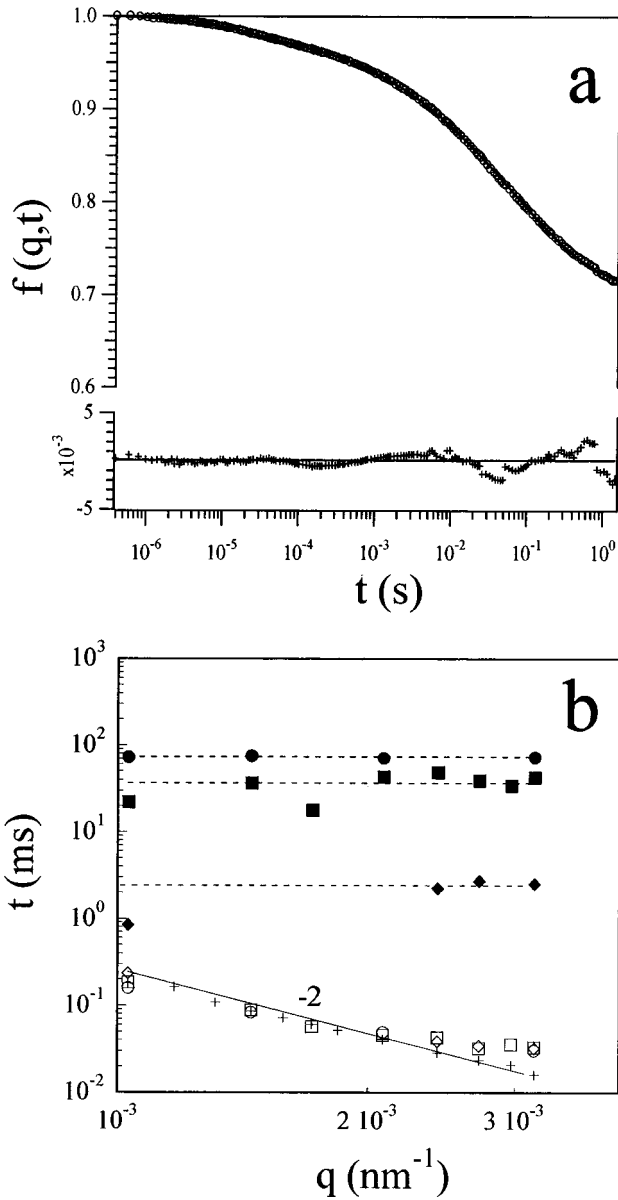 a
f (q,t)
1.0
0.9
0.8
0.7
0.6
x10⁻³
5
-5
10⁻⁶ 10⁻⁵ 10⁻⁴ 10⁻³ 10⁻² 10⁻¹ 10⁰
t (s)
b
t (ms)
10³
10²
10¹
10⁰
10⁻¹
10⁻²
-2
10⁻³ 2 10⁻³ 3 10⁻³
q (nm⁻¹)